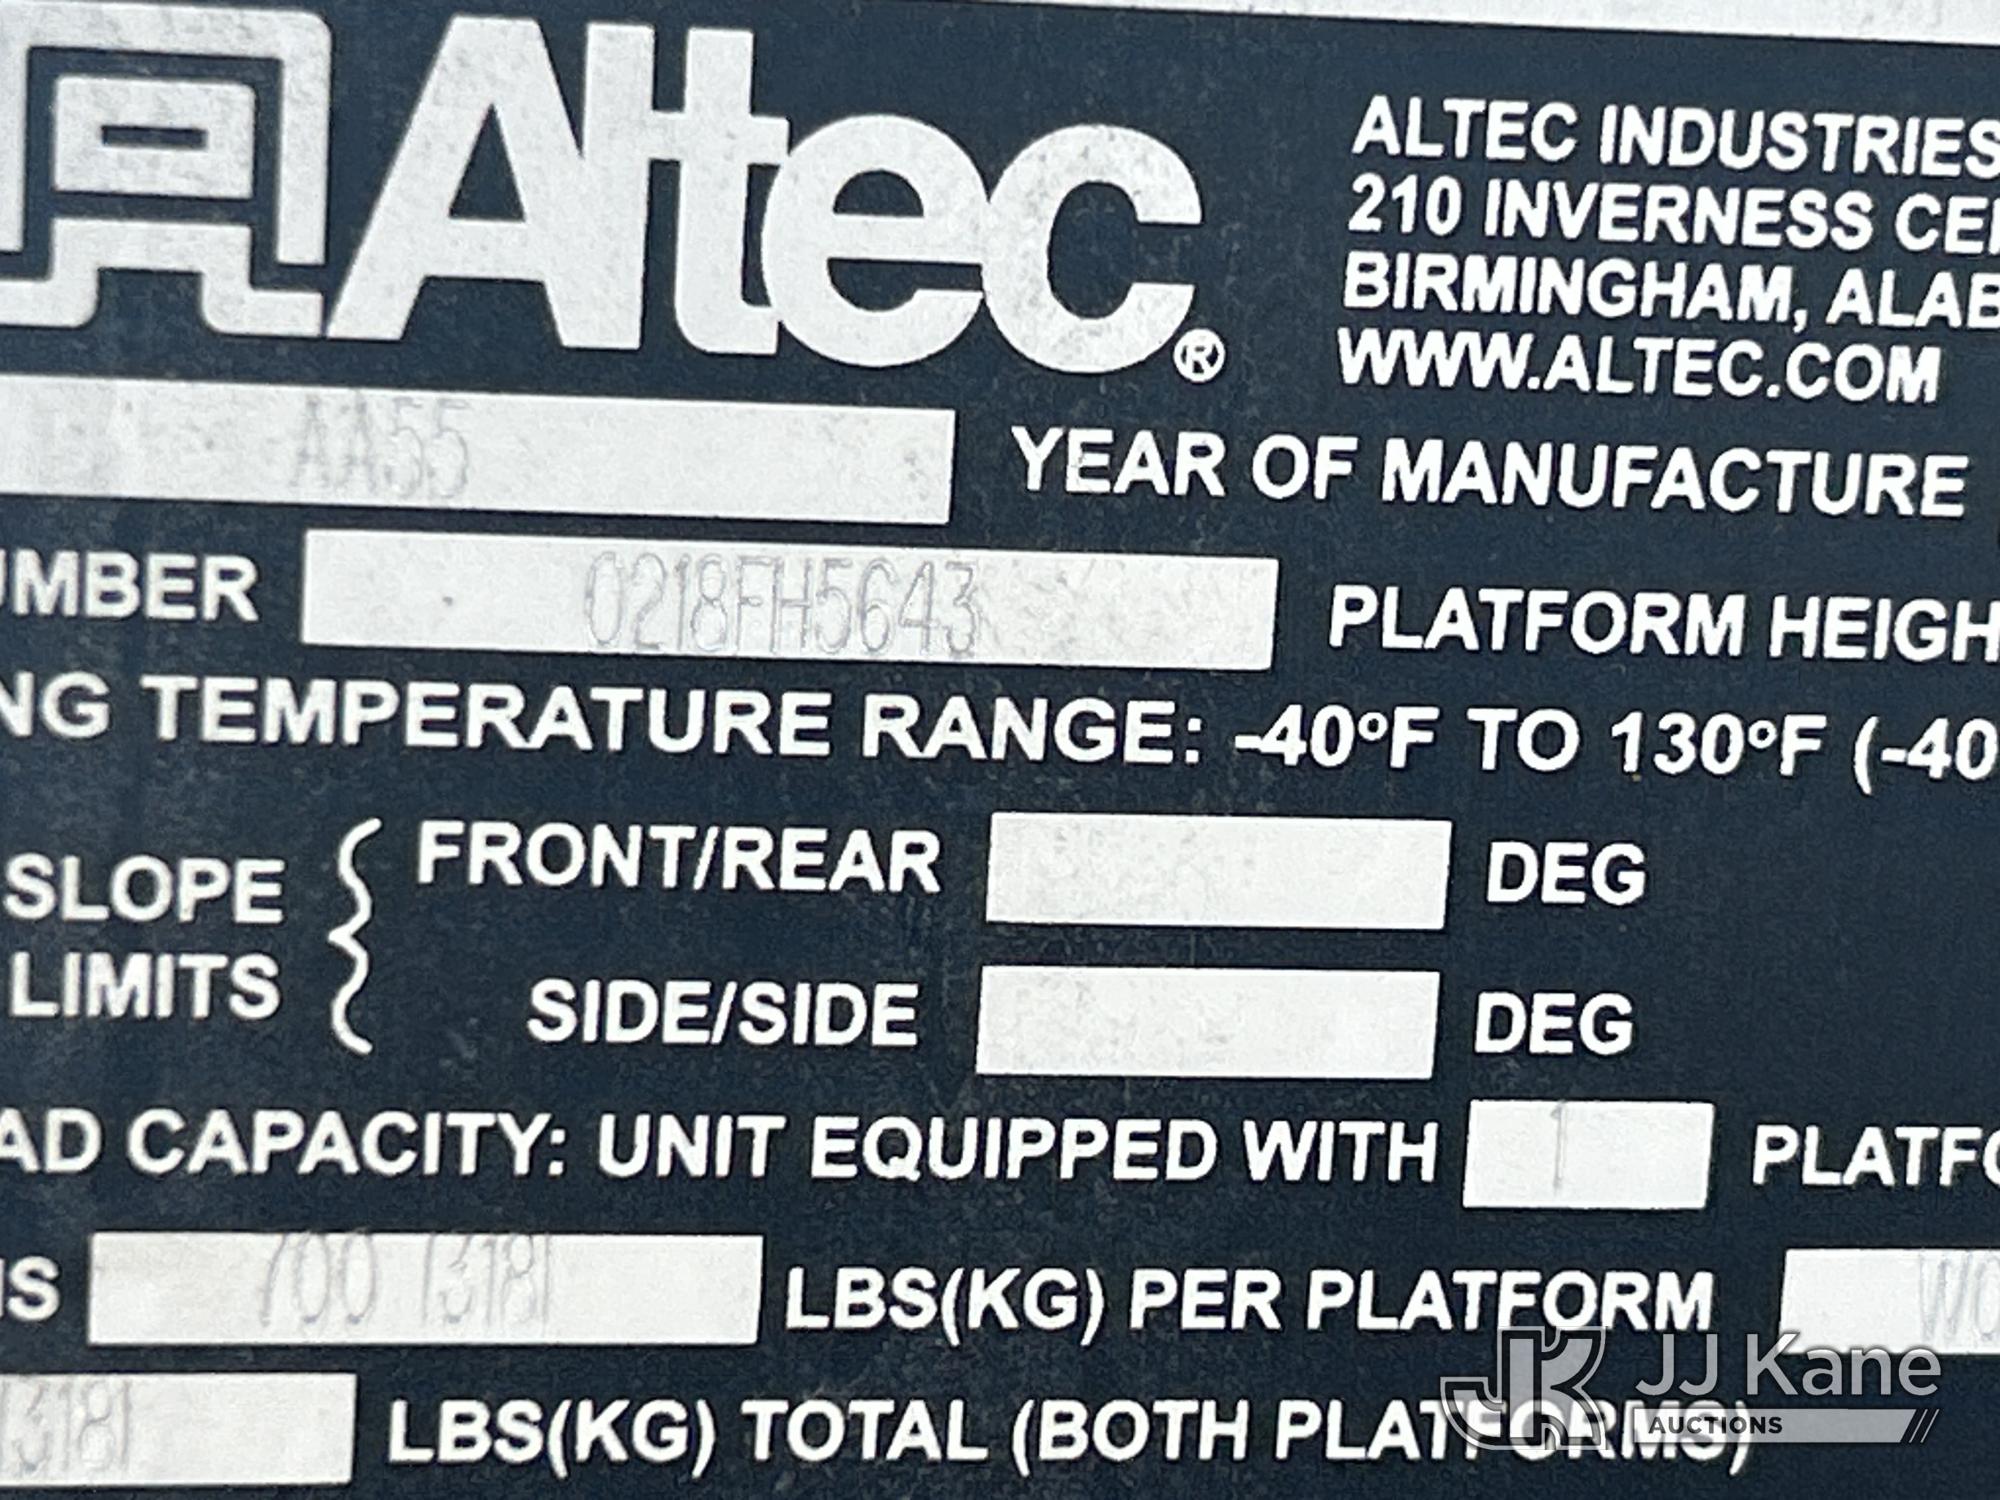 Altec®
ALTEC INDUSTRIES
210 INVERNESS CE
BIRMINGHAM, ALAB
WWW.ALTEC.COM
AA55
YEAR OF MANUFACTURE
UMBER 0218FH5643 PLATFORM HEIGH
NG TEMPERATURE RANGE: -40°F TO 130°F (-40
SLOPE
LIMITS
FRONT/REAR DEG
SIDE/SIDE DEG
AD CAPACITY: UNIT EQUIPPED WITH 1 PLATFO
IS 700 (318) LBS(KG) PER PLATFORM WO
318) LBS(KG) TOTAL (BOTH PLATFORMS)
JJ Kane
AUCTIONS